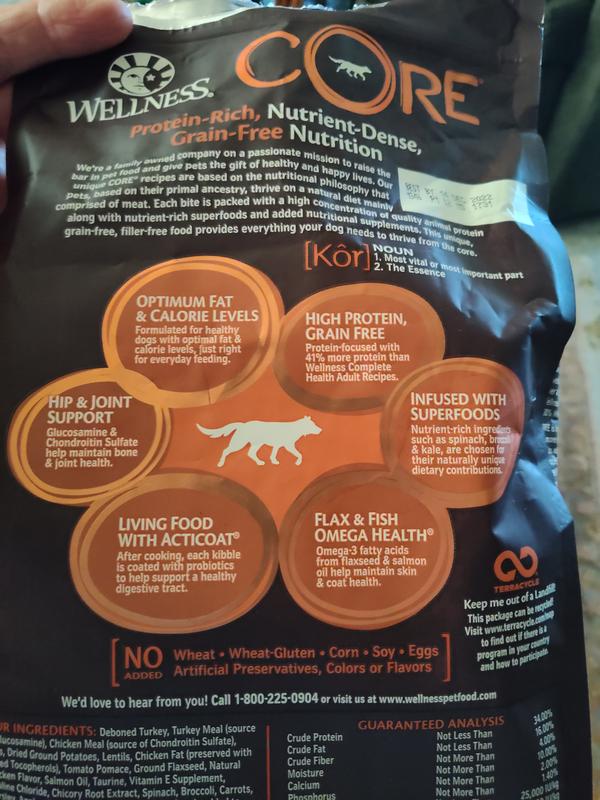 WELLNESS.
CORE
Protein-Rich, Nutrient-Dense,
Grain-Free Nutrition
We're a family owned company on a passionate mission to raise the
bar in pet food and give pets the gift of healthy and happy lives. Our
unique CORE® recipes are based on the nutritional philosophy that
pets, based on their primal ancestry, thrive on a natural diet mainly
comprised of meat. Each bite is packed with a high concentration of quality animal protein
along with nutrient-rich superfoods and added nutritional supplements. This unique,
grain-free, filler-free food provides everything your dog needs to thrive from the core.
BEST BY 2022
1231
[Kôr] NOUN
1. Most vital or most important part
2. The Essence
OPTIMUM FAT
& CALORIE LEVELS
Formulated for healthy
dogs with optimal fat &
calorie levels, just right
for everyday feeding.
HIGH PROTEIN,
GRAIN FREE
Protein-focused with
41% more protein than
Wellness Complete
Health Adult Recipes.
HIP & JOINT
SUPPORT
Glucosamine &
Chondroitin Sulfate
help maintain bone
& joint health.
INFUSED WITH
SUPERFOODS
Nutrient-rich ingredients
such as spinach, broccoli
& kale, are chosen for
their naturally unique
dietary contributions.
LIVING FOOD
WITH ACTICOAT®
After cooking, each kibble
is coated with probiotics
to help support a healthy
digestive tract.
FLAX & FISH
OMEGA HEALTH®
Omega-3 fatty acids
from flaxseed & salmon
oil help maintain skin
& coat health.
TERRACYCLE
Keep me out of a Landfill!
This package can be recycled!
Visit www.terracycle.com
to find out if there is a
program in your country
and how to participate.
NO ADDED
Wheat • Wheat-Gluten • Corn • Soy • Eggs
Artificial Preservatives, Colors or Flavors
We'd love to hear from you! Call 1-800-225-0904 or visit us at www.wellnesspetfood.com
UR INGREDIENTS: Deboned Turkey, Turkey Meal (source
lucosamine), Chicken Meal (source of Chondroitin Sulfate),
s, Dried Ground Potatoes, Lentils, Chicken Fat (preserved with
ed Tocopherols), Tomato Pomace, Ground Flaxseed, Natural
cken Flavor, Salmon Oil, Taurine, Vitamin E Supplement,
line Chloride, Chicory Root Extract, Spinach, Broccoli, Carrots,
GUARANTEED ANALYSIS
Crude Protein Not Less Than 34.00%
Crude Fat Not Less Than 16.00%
Crude Fiber Not More Than 4.00%
Moisture Not More Than 10.00%
Calcium Not More Than
Phosphorus Not More Than 1.40%
25,000 IU/kg